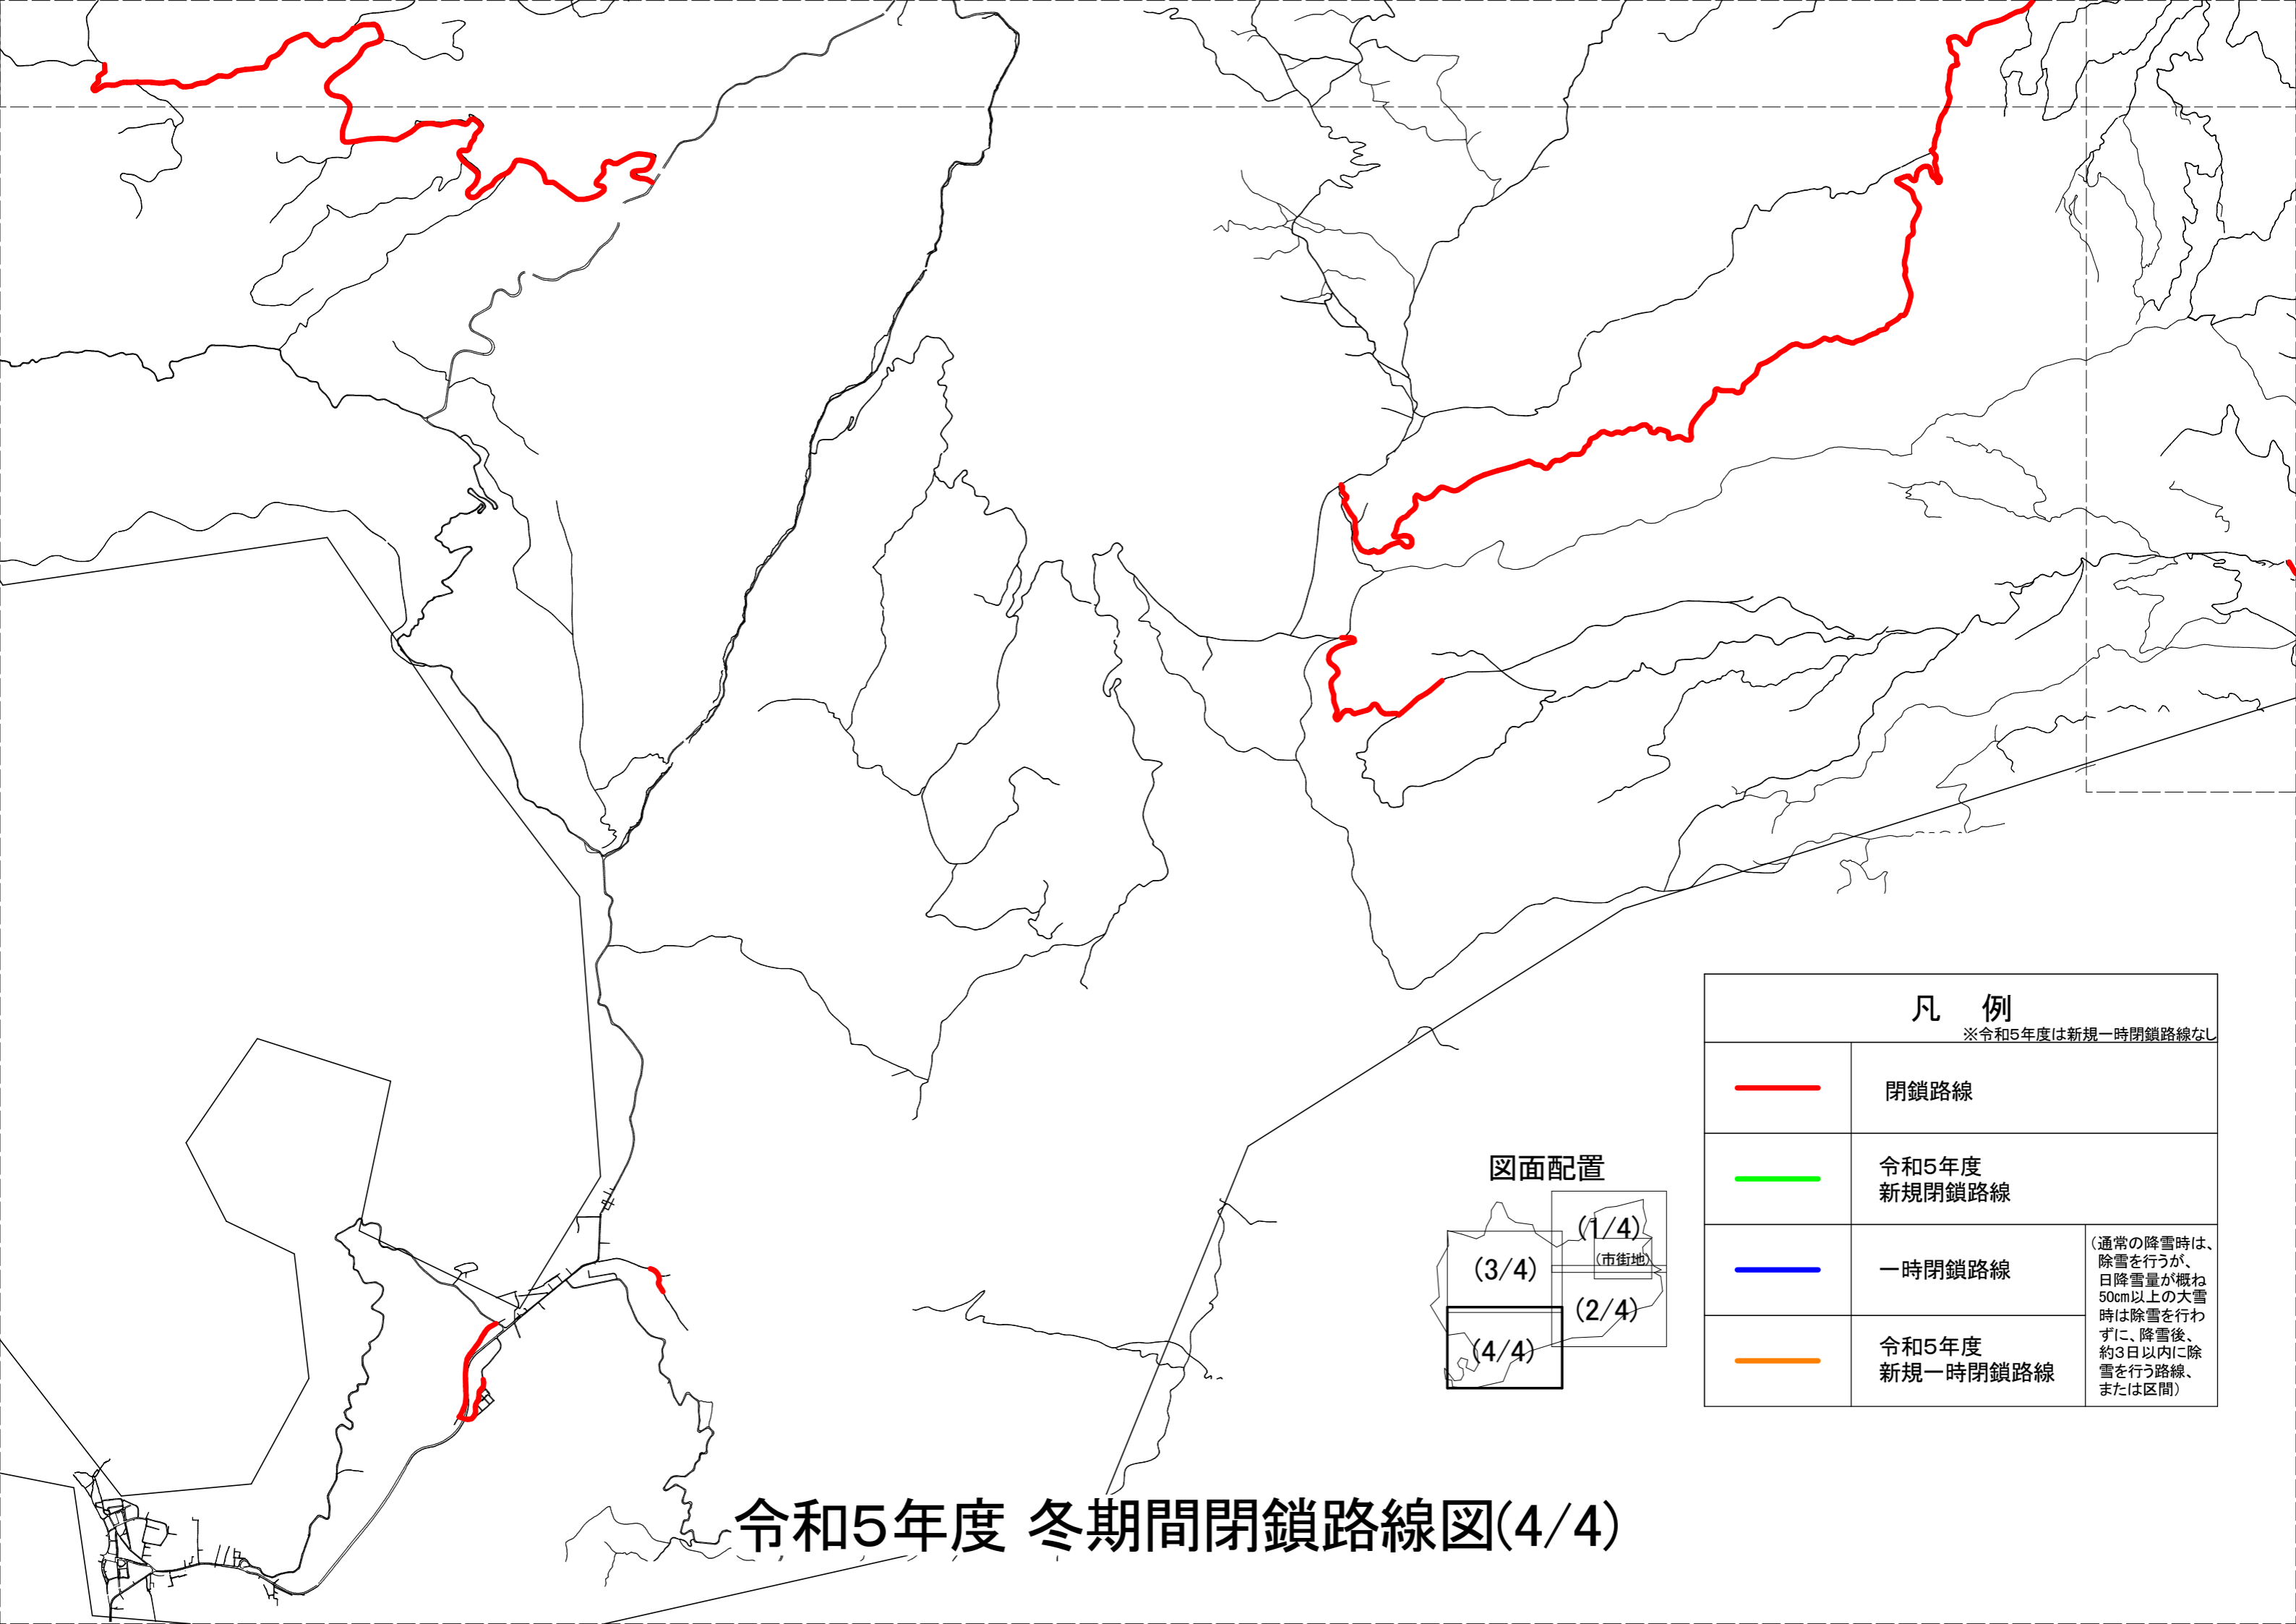 凡 例
※令和5年度は新規一時閉鎖路線なし
閉鎖路線
令和5年度
新規閉鎖路線
一時閉鎖路線
令和5年度
新規一時閉鎖路線
(通常の降雪時は、
除雪を行うが、
日降雪量が概ね
50cm以上の大雪
時は除雪を行わ
ずに、降雪後、
約3日以内に除
雪を行う路線、
または区間)
図面配置
(1/4)
(市街地)
(3/4)
(2/4)
(4/4)
令和5年度 冬期間閉鎖路線図(4/4)